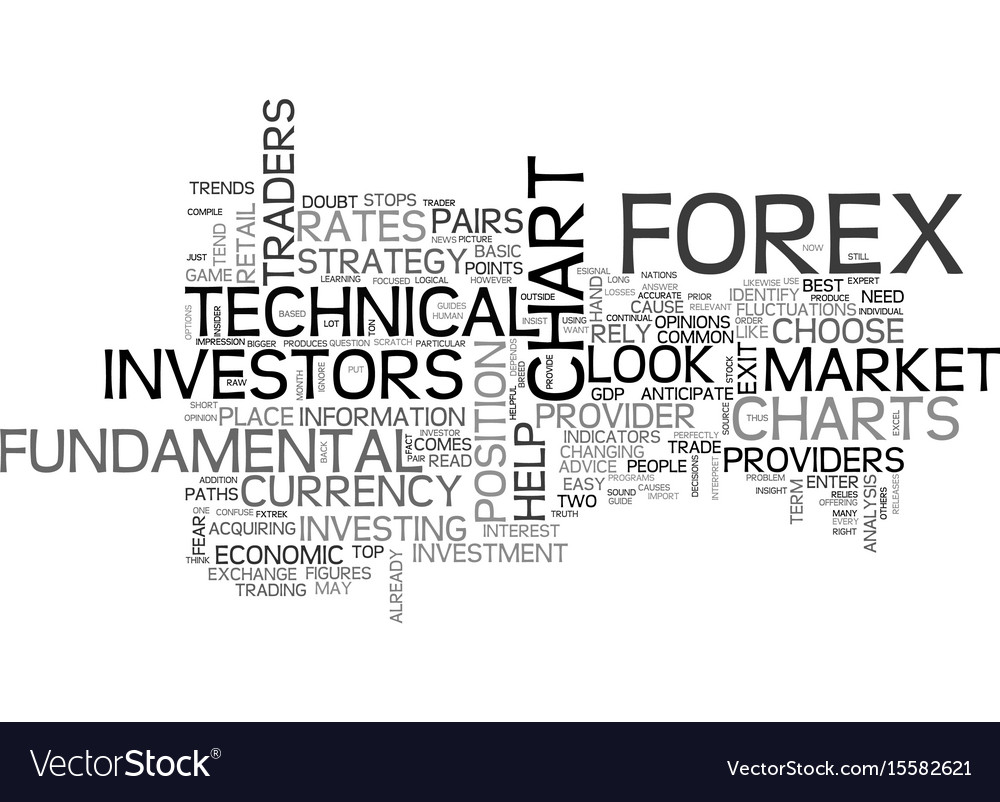 TRADERS
CHART
FOREX
TRENDS
DOUBT
STOPS
TRADER
COMPILE
TEND
RETAIL
RATES
PAIRS
NEWS
PICTURE
BASIC
NOW
STILL
JUST
GAME
STRATEGY
POINTS
LEARNING
FOCUSED
LOGICAL
HOWEVER
ESIGNAL
LONG
NATIONS
ANSWER
LIKEWISE
USE
BEST
EXPERT
HAND
LOSSES
ACCURATE
PRIOR
IDENTIFY
PRODUCE
NEED
OPTIONS
INSIDER
TECHNICAL
BASED
LOT
TON
GUIDES
HUMAN
OUTSIDE
INSIST
USING
WANT
CONTINUAL
CAUSE
RELEVANT
FLUCTUATIONS
INDIVIDUAL
RELY
OPINIONS
COMMON
ORDER
LIKE
CHOOSE
IMPRESSION
BIGGER
PRODUCES
QUESTION
SCRATCH
PARTICULAR
INVESTORS
RAW
MONTH
IGNORE
PUT
POSITION
DEPENDS
BREED
PROVIDE
HELPFUL
LOOK
EXIT
STOCK
MARKET
GDP
ANTICIPATE
SOURCE
SHORT
OPINION
PLACE
INFORMATION
PROVIDER
CHARTS
THUS
EXCEL
FUNDAMENTAL
BACK
FACT
PAIR
INVESTOR
COMES
READ
HELP
INDICATORS
CHANGING
TRADE
PERFECTLY
PROVIDERS
ADVICE
PEOPLE
DECISIONS
INTERPRET
PROBLEM
INSIGHT
TERM
ENTER
ADDITION
PATHS
CURRENCY
EASY
PROGRAMS
SOUND
CAUSES
TWO
GUIDE
IMPORT
RELIES
OFFERING
ANALYSIS
OTHERS
RELEASES
ONE
CONFUSE
FXTREK
TRUTH
MANY
EVERY
RIGHT
FEAR
ACQUIRING
INVESTING
INTEREST
THINK
ECONOMIC
TOP
ALREADY
INVESTMENT
EXCHANGE
FIGURES
TRADING
MAY
VectorStock®
VectorStock.com/15582621